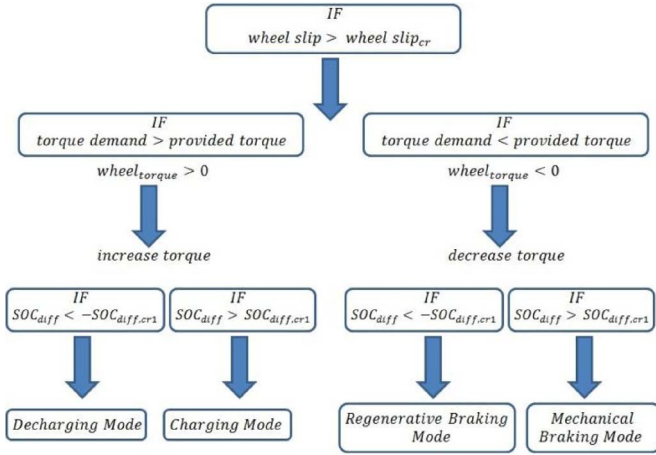 IF
wheel slip > wheel slip_cr
IF
torque demand > provided torque
wheel_torque > 0
increase torque
IF
SOC_diff < −SOC_diff,cr1
Decharging Mode
IF
SOC_diff > SOC_diff,cr1
Charging Mode
IF
torque demand < provided torque
wheel_torque < 0
decrease torque
IF
SOC_diff < −SOC_diff,cr1
Regenerative Braking
Mode
IF
SOC_diff > SOC_diff,cr1
Mechanical
Braking Mode